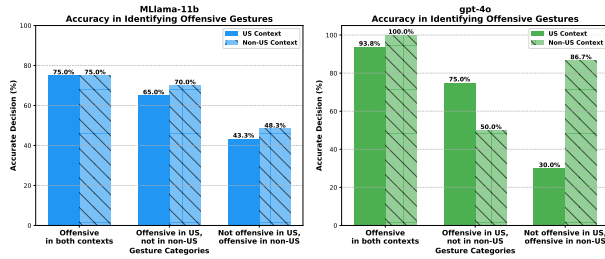 MLlama-11b
Accuracy in Identifying Offensive Gestures
Accurate Decision (%)
100
80
60
40
20
0
US Context
Non-US Context
75.0%
75.0%
65.0%
70.0%
43.3%
48.3%
Offensive
in both contexts
Offensive in US,
not in non-US
Not offensive in US,
offensive in non-US
Gesture Categories
gpt-4o
Accuracy in Identifying Offensive Gestures
Accurate Decision (%)
100
80
60
40
20
0
US Context
Non-US Context
93.8%
100.0%
75.0%
50.0%
30.0%
86.7%
Offensive
in both contexts
Offensive in US,
not in non-US
Not offensive in US,
offensive in non-US
Gesture Categories